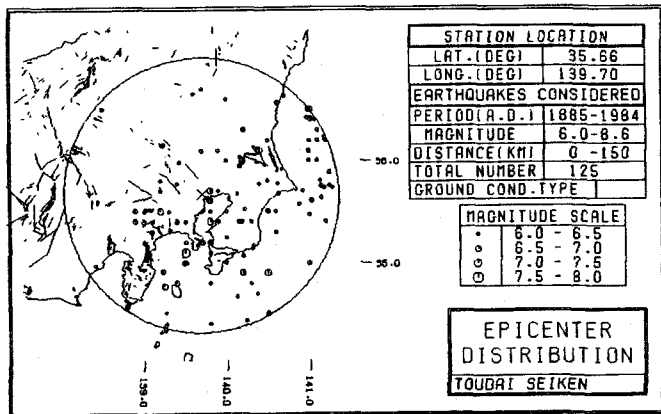 STATION LOCATION
LAT.(DEG) 35.66
LONG.(DEG) 139.70
EARTHQUAKES CONSIDERED
PERIOD(A.D.) 1885-1984
MAGNITUDE 6.0-8.6
DISTANCE(KM) 0 -150
TOTAL NUMBER 125
GROUND COND.TYPE
MAGNITUDE SCALE
6.0 - 6.5
6.5 - 7.0
7.0 - 7.5
7.5 - 8.0
36.0
35.0
139.0
140.0
141.0
EPICENTER
DISTRIBUTION
TOUDAI SEIKEN